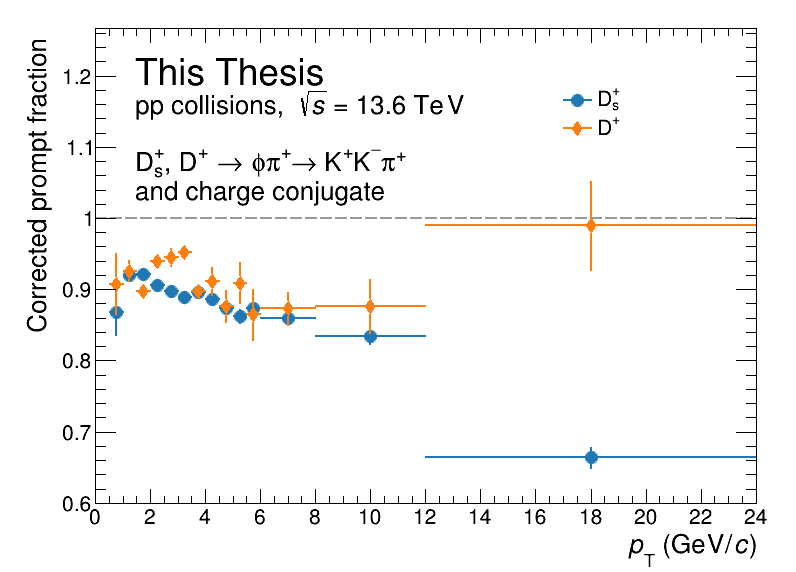 This Thesis
pp collisions, √s = 13.6 TeV
D⁺ₛ, D⁺ → ϕπ⁺→ K⁺K⁻π⁺
and charge conjugate
D⁺ₛ
D⁺
Corrected prompt fraction
1.2
1.1
1
0.9
0.8
0.7
0.6
0 2 4 6 8 10 12 14 16 18 20 22 24
p_T (GeV/c)